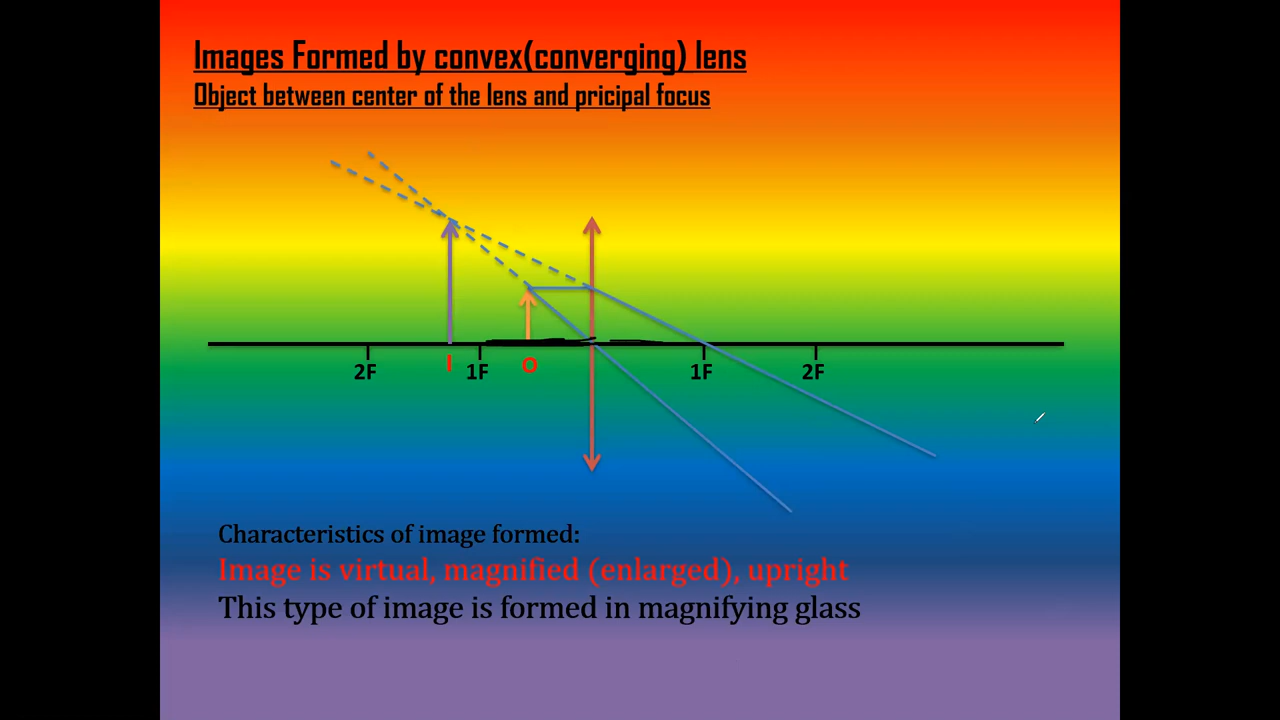 Images Formed by convex(converging) lens
Object between center of the lens and pricipal focus
2F
I
1F
O
1F
2F
Characteristics of image formed:
Image is virtual, magnified (enlarged), upright
This type of image is formed in magnifying glass